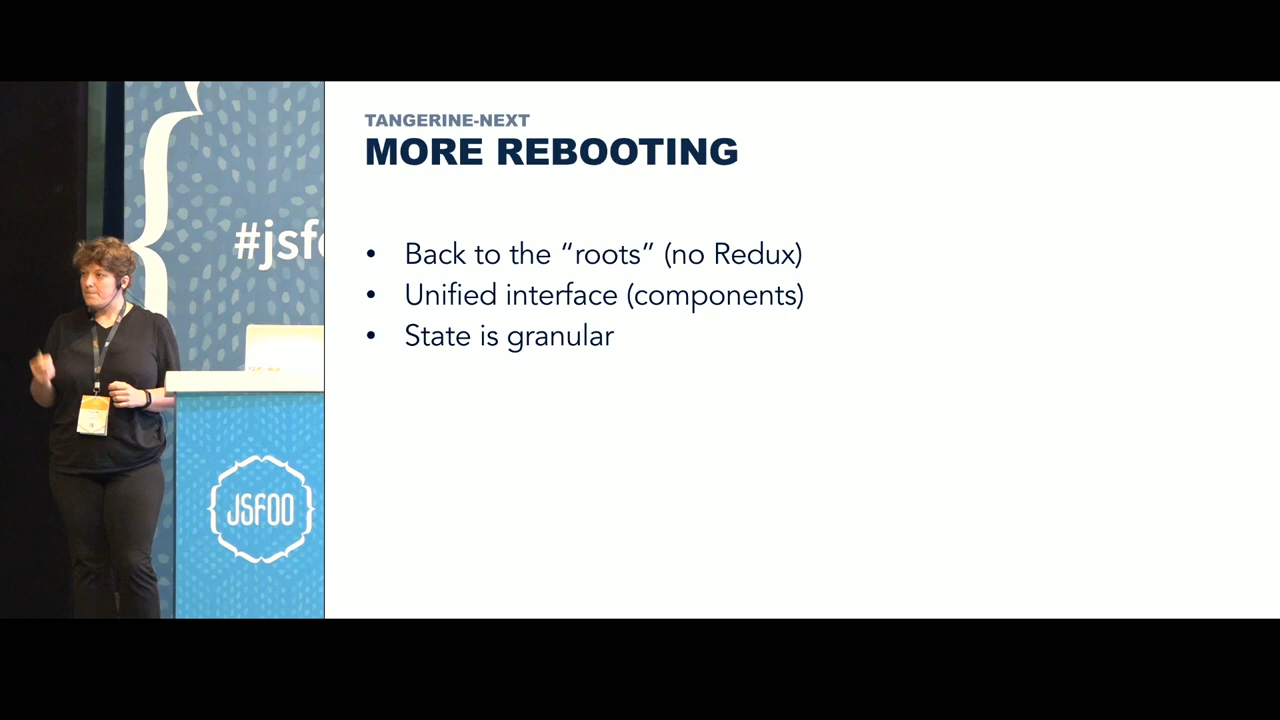 TANGERINE-NEXT
MORE REBOOTING
• Back to the “roots” (no Redux)
• Unified interface (components)
• State is granular
#jsf
JSFOO